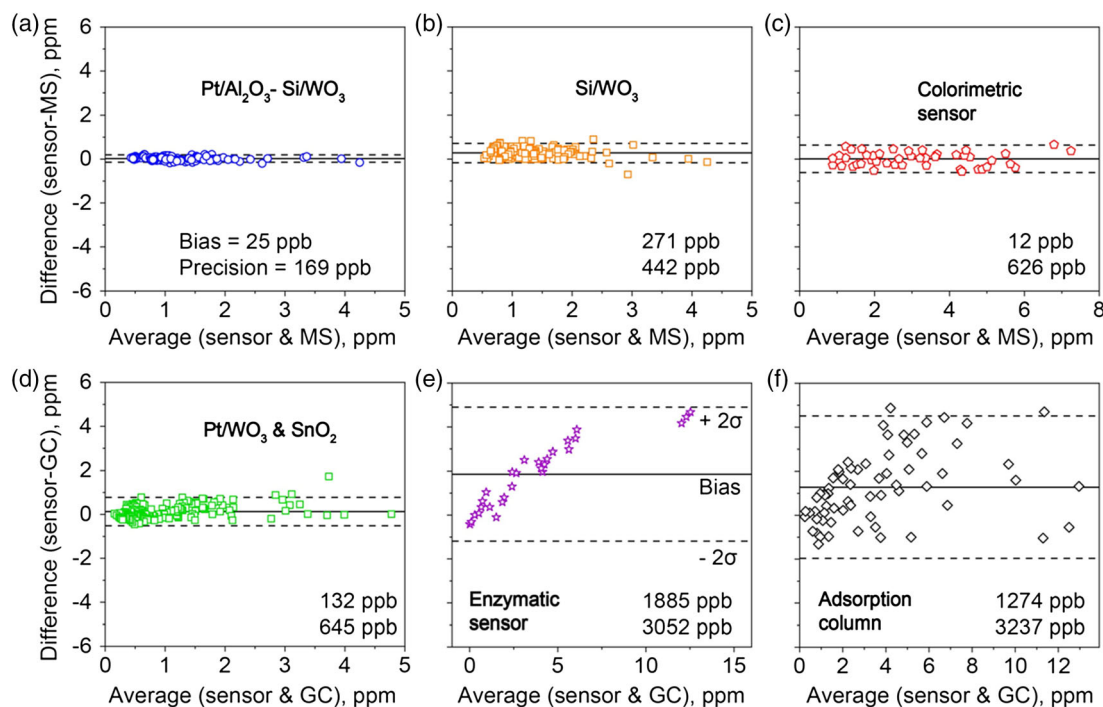 (a)
6
4
2
0
-2
-4
-6
Difference (sensor-MS), ppm
Pt/Al₂O₃- Si/WO₃
Bias = 25 ppb
Precision = 169 ppb
0 1 2 3 4 5
Average (sensor & MS), ppm
(b)
Si/WO₃
271 ppb
442 ppb
0 1 2 3 4 5
Average (sensor & MS), ppm
(c)
Colorimetric
sensor
12 ppb
626 ppb
0 2 4 6 8
Average (sensor & MS), ppm
(d)
6
4
2
0
-2
-4
-6
Difference (sensor-GC), ppm
Pt/WO₃ & SnO₂
132 ppb
645 ppb
0 1 2 3 4 5
Average (sensor & GC), ppm
(e)
+ 2σ
Bias
- 2σ
Enzymatic
sensor
1885 ppb
3052 ppb
0 5 10 15
Average (sensor & GC), ppm
(f)
Adsorption
column
1274 ppb
3237 ppb
0 2 4 6 8 10 12
Average (sensor & GC), ppm